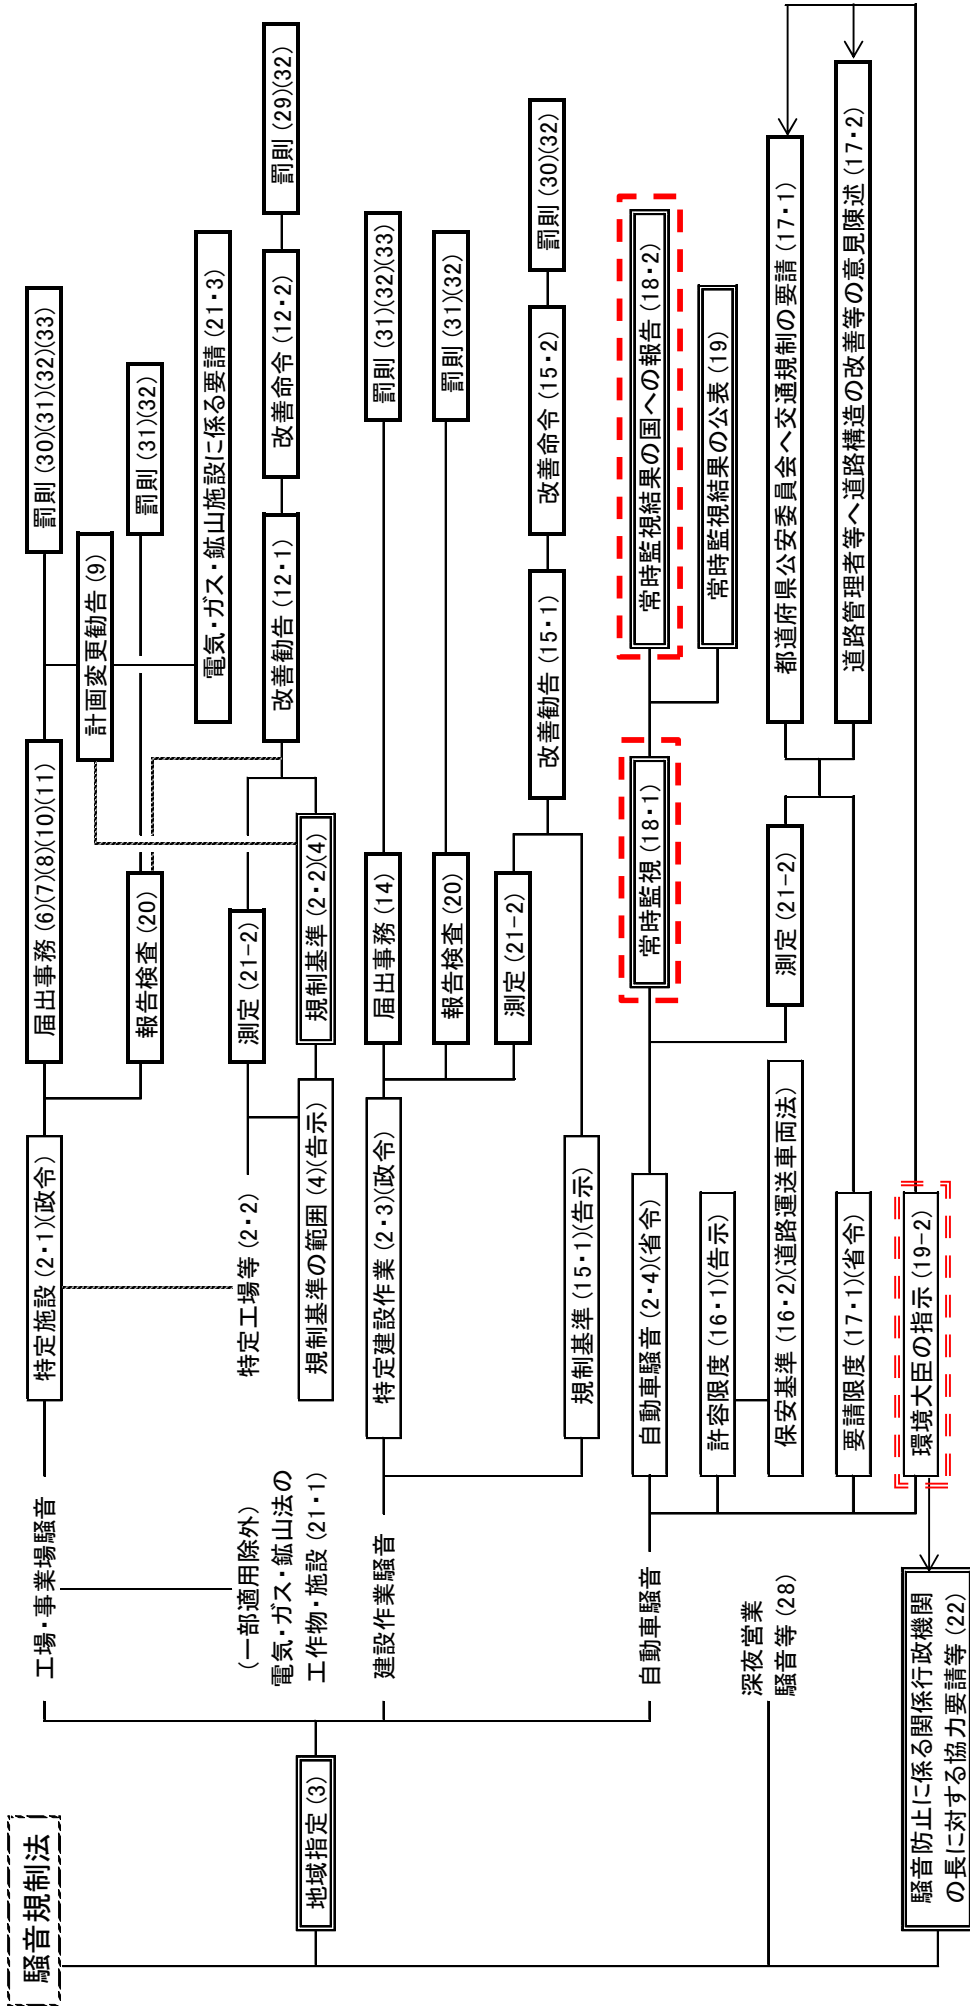 騒音規制法
地域指定 (3)
工場・事業場騒音
特定施設 (2・1)(政令)
届出事務 (6)(7)(8)(10)(11)
罰則 (30)(31)(32)(33)
計画変更勧告 (9)
報告検査 (20)
罰則 (31)(32)
電気・ガス・鉱山施設に係る要請 (21・3)
(一部適用除外)
電気・ガス・鉱山法の
工作物・施設 (21・1)
特定工場等 (2・2)
測定 (21-2)
改善勧告 (12・1)
改善命令 (12・2)
罰則 (29)(32)
規制基準の範囲 (4)(告示)
規制基準 (2・2)(4)
建設作業騒音
特定建設作業 (2・3)(政令)
届出事務 (14)
罰則 (31)(32)(33)
報告検査 (20)
罰則 (31)(32)
測定 (21-2)
改善勧告 (15・1)
改善命令 (15・2)
罰則 (30)(32)
規制基準 (15・1)(告示)
自動車騒音
自動車騒音 (2・4)(省令)
常時監視 (18・1)
常時監視結果の国への報告 (18・2)
常時監視結果の公表 (19)
許容限度 (16・1)(告示)
保安基準 (16・2)(道路運送車両法)
測定 (21-2)
都道府県公安委員会へ交通規制の要請 (17・1)
道路管理者等へ道路構造の改善等の意見陳述 (17・2)
要請限度 (17・1)(省令)
環境大臣の指示 (19-2)
深夜営業
騒音等 (28)
騒音防止に係る関係行政機関
の長に対する協力要請等 (22)